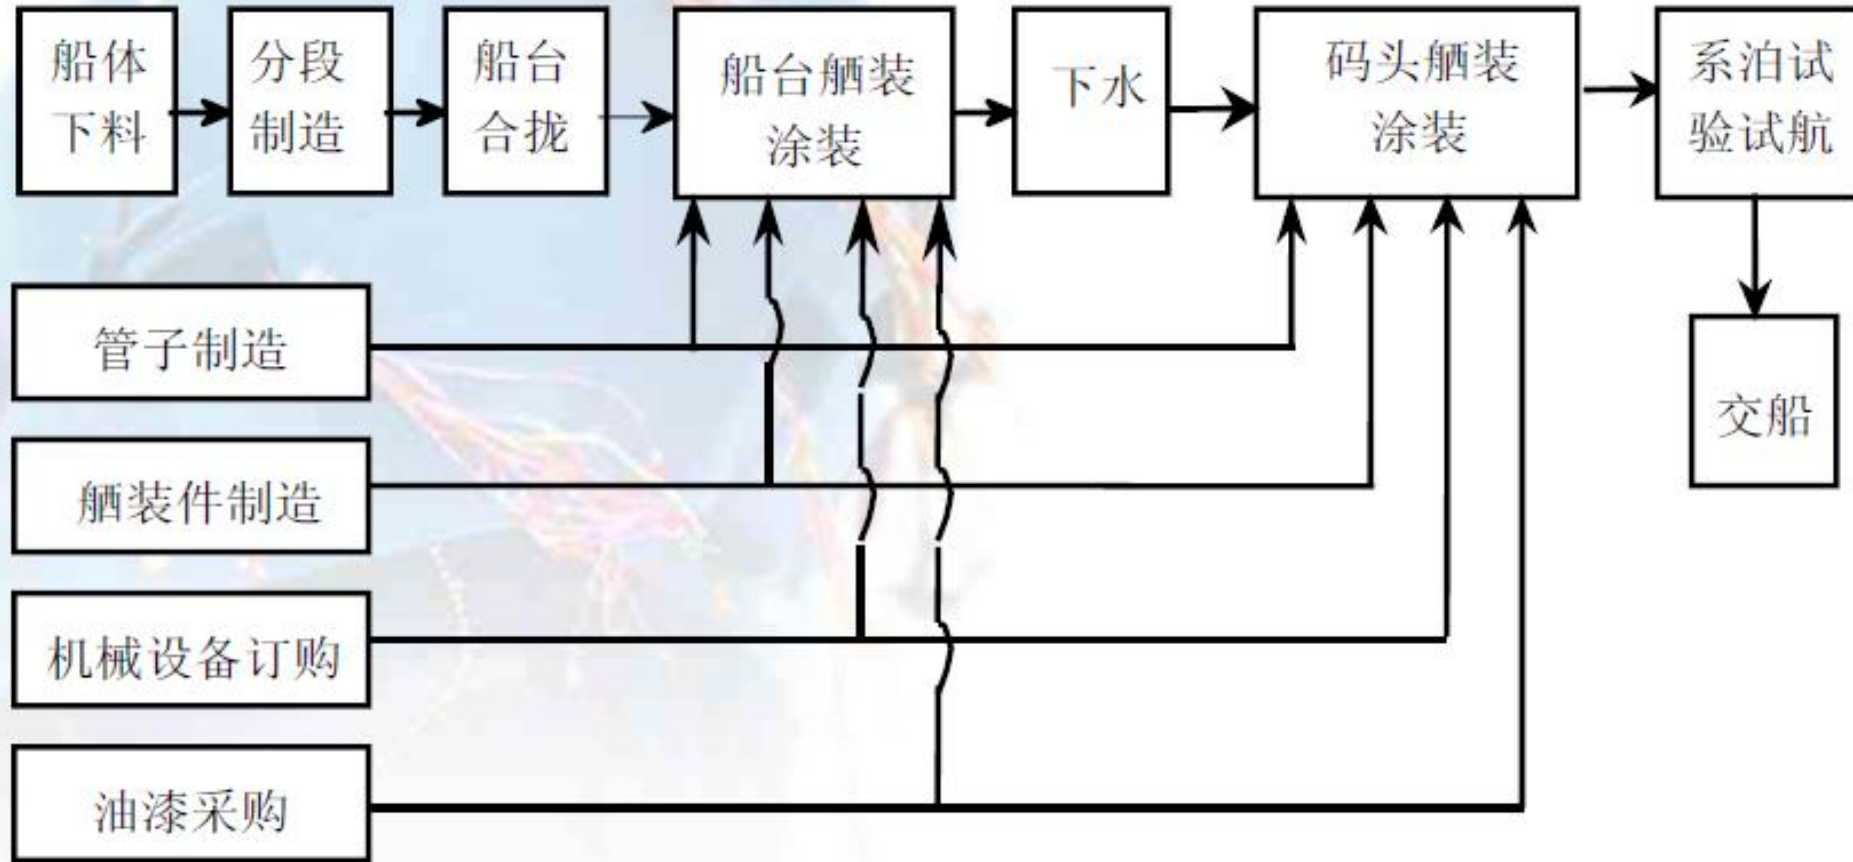 船体
下料
分段
制造
船台
合拢
船台舾装
涂装
下水
码头舾装
涂装
系泊试
验试航
管子制造
舾装件制造
机械设备订购
油漆采购
交船